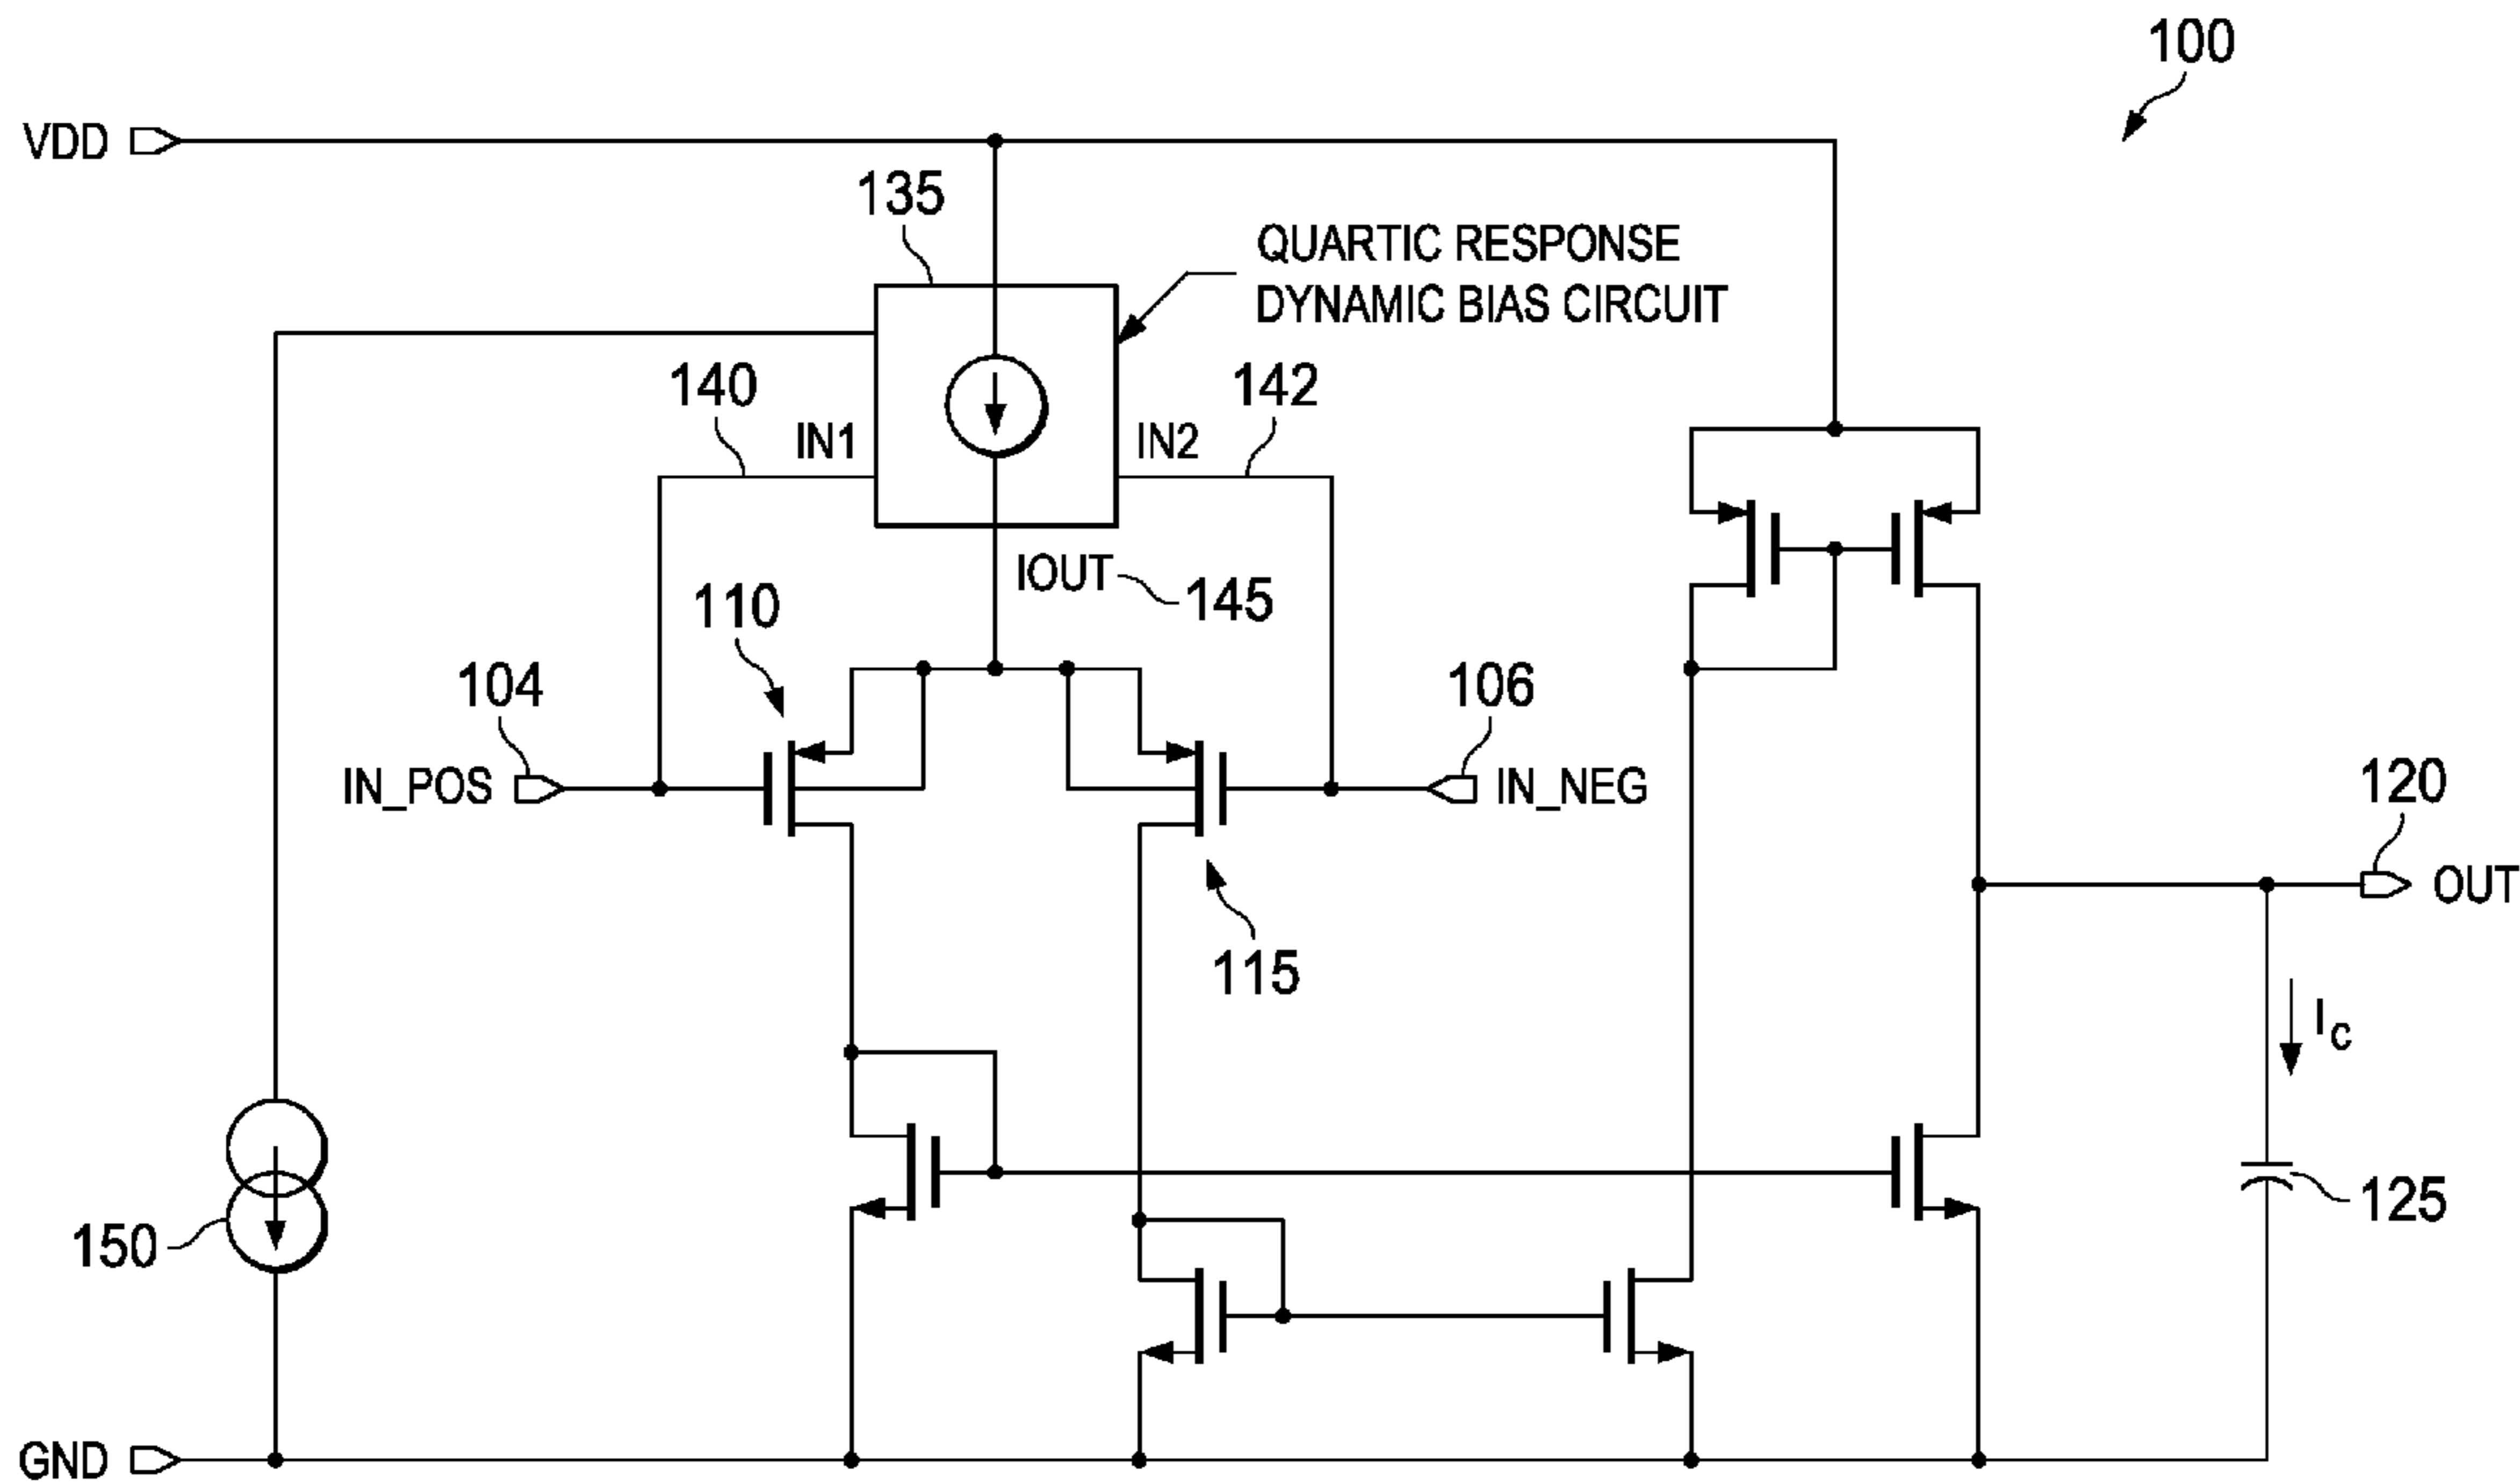 100
VDD
135
QUARTIC RESPONSE
DYNAMIC BIAS CIRCUIT
140
IN1
IN2
142
IOUT
145
110
104
106
IN_POS
IN_NEG
120
OUT
115
I_C
125
150
GND